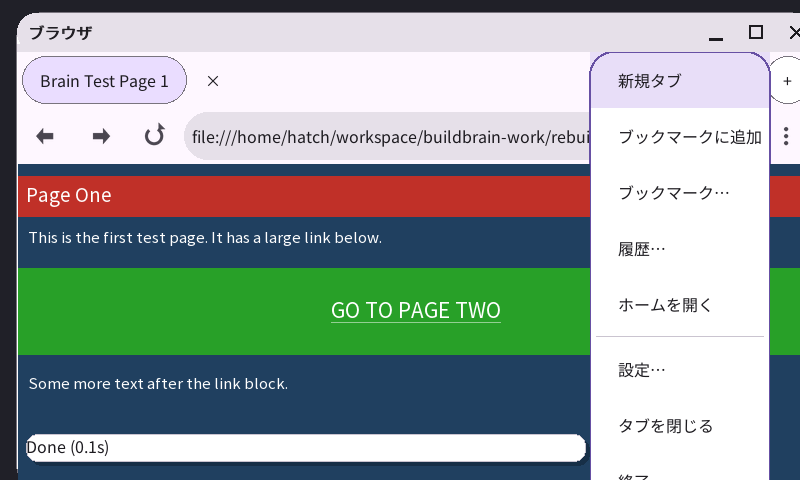 ブラウザ
Brain Test Page 1
+
file:///home/hatch/workspace/buildbrain-work/rebui
新規タブ
ブックマークに追加
ブックマーク…
履歴…
ホームを開く
設定…
タブを閉じる
Page One
This is the first test page. It has a large link below.
GO TO PAGE TWO
Some more text after the link block.
Done (0.1s)